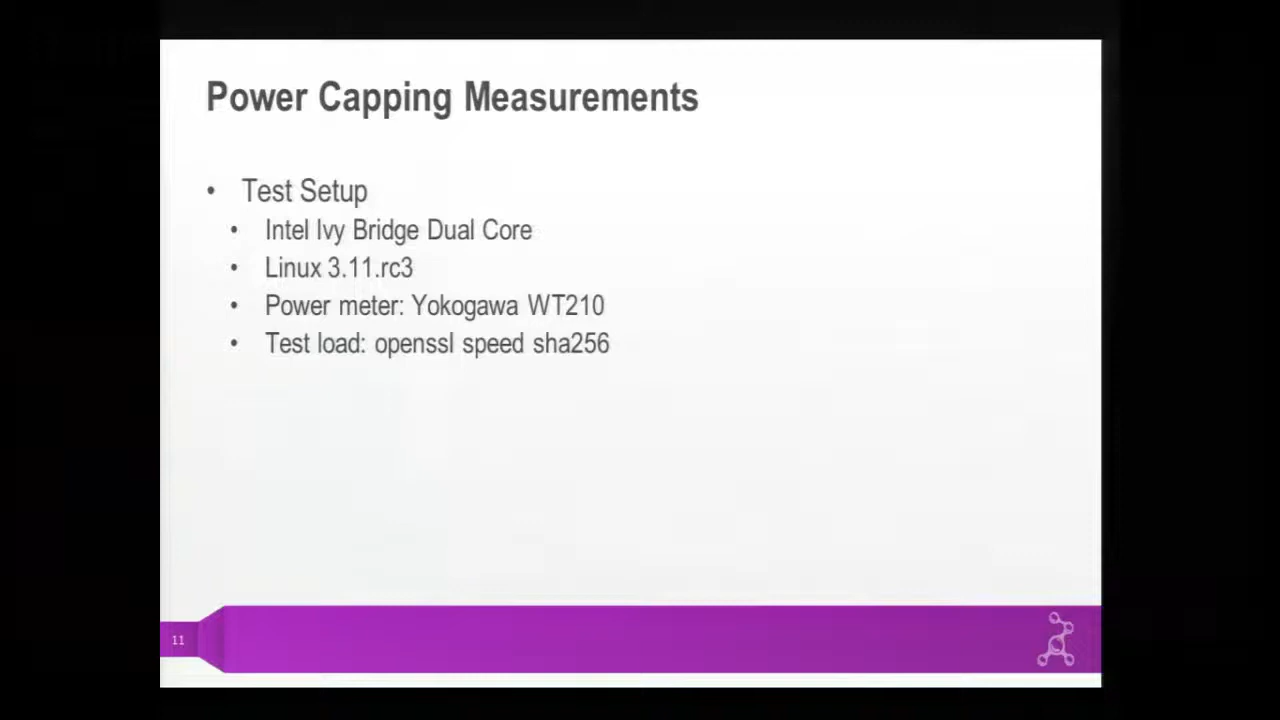 Power Capping Measurements
• Test Setup
• Intel Ivy Bridge Dual Core
• Linux 3.11.rc3
• Power meter: Yokogawa WT210
• Test load: openssl speed sha256
11